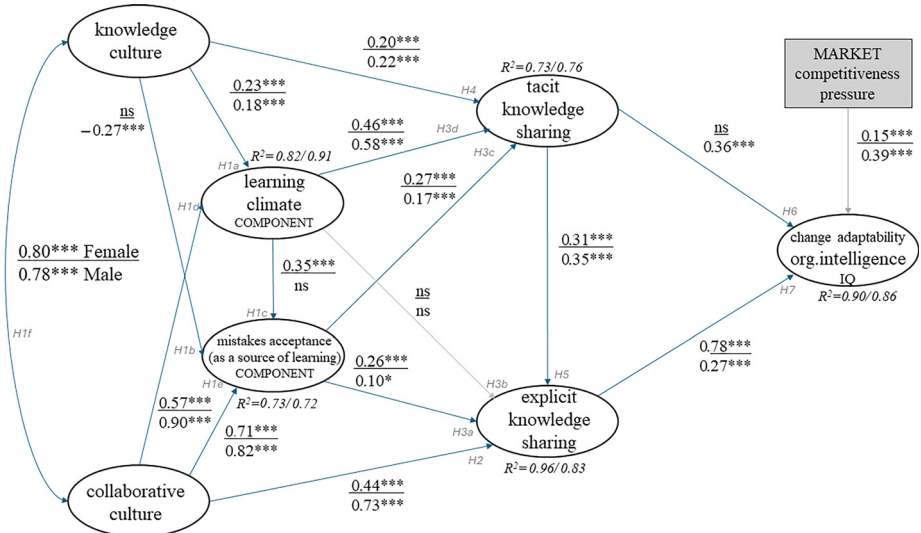 knowledge
culture
0.20***
0.22***
R²=0.73/0.76
tacit
knowledge
sharing
MARKET
competitiveness
pressure
0.23***
0.18***
H4
ns
−0.27***
0.46***
0.58***
H3d
H3c
ns
0.36***
0.15***
0.39***
R²=0.82/0.91
H1a
learning
climate
COMPONENT
H1d
0.27***
0.17***
H6
0.80*** Female
0.78*** Male
0.35***
ns
0.31***
0.35***
change adaptability
org.intelligence
IQ
R²=0.90/0.86
H7
ns
ns
H1f
H1c
mistakes acceptance
(as a source of learning)
COMPONENT
H1b
H1e
R²=0.73/0.72
0.26***
0.10*
0.78***
0.27***
H3b
H5
explicit
knowledge
sharing
H3a
H2
R²=0.96/0.83
0.57***
0.90***
0.71***
0.82***
0.44***
0.73***
collaborative
culture